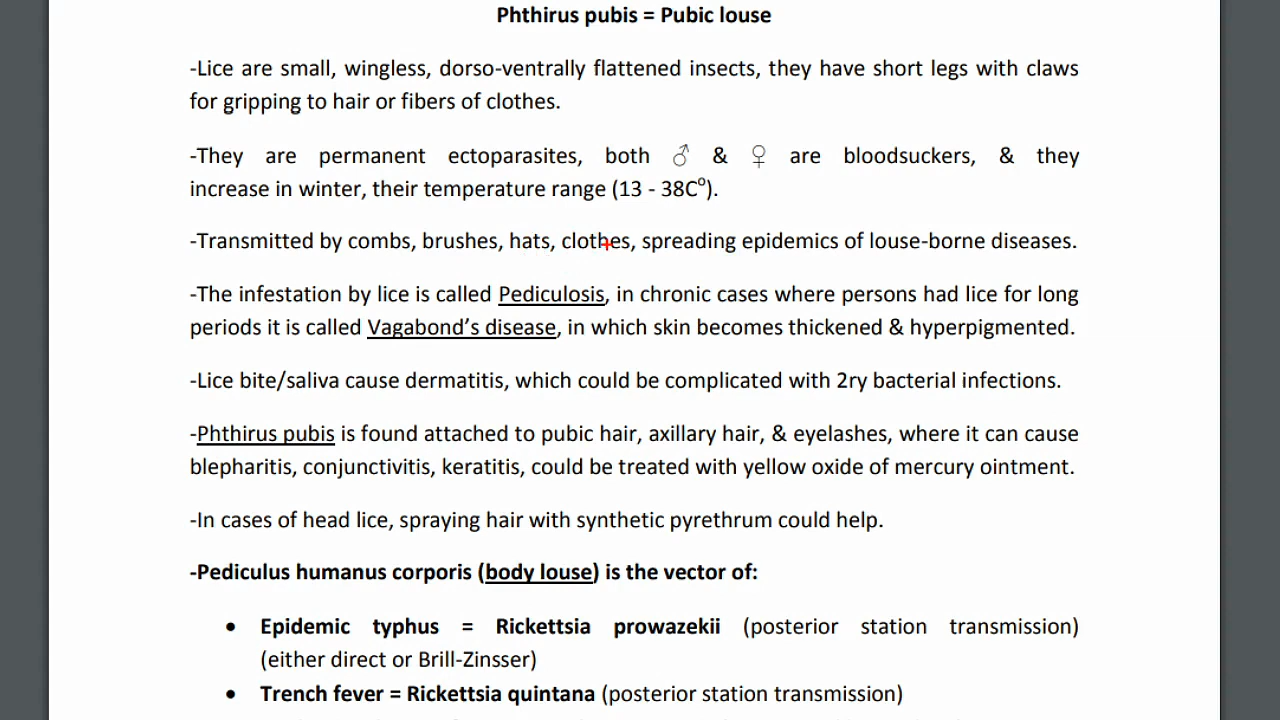 Phthirus pubis = Pubic louse
-Lice are small, wingless, dorso-ventrally flattened insects, they have short legs with claws
for gripping to hair or fibers of clothes.
-They are permanent ectoparasites, both ♂ & ♀ are bloodsuckers, & they
increase in winter, their temperature range (13 - 38Cº).
-Transmitted by combs, brushes, hats, clothes, spreading epidemics of louse-borne diseases.
-The infestation by lice is called Pediculosis, in chronic cases where persons had lice for long
periods it is called Vagabond’s disease, in which skin becomes thickened & hyperpigmented.
-Lice bite/saliva cause dermatitis, which could be complicated with 2ry bacterial infections.
-Phthirus pubis is found attached to pubic hair, axillary hair, & eyelashes, where it can cause
blepharitis, conjunctivitis, keratitis, could be treated with yellow oxide of mercury ointment.
-In cases of head lice, spraying hair with synthetic pyrethrum could help.
-Pediculus humanus corporis (body louse) is the vector of:
• Epidemic typhus = Rickettsia prowazekii (posterior station transmission)
(either direct or Brill-Zinsser)
• Trench fever = Rickettsia quintana (posterior station transmission)